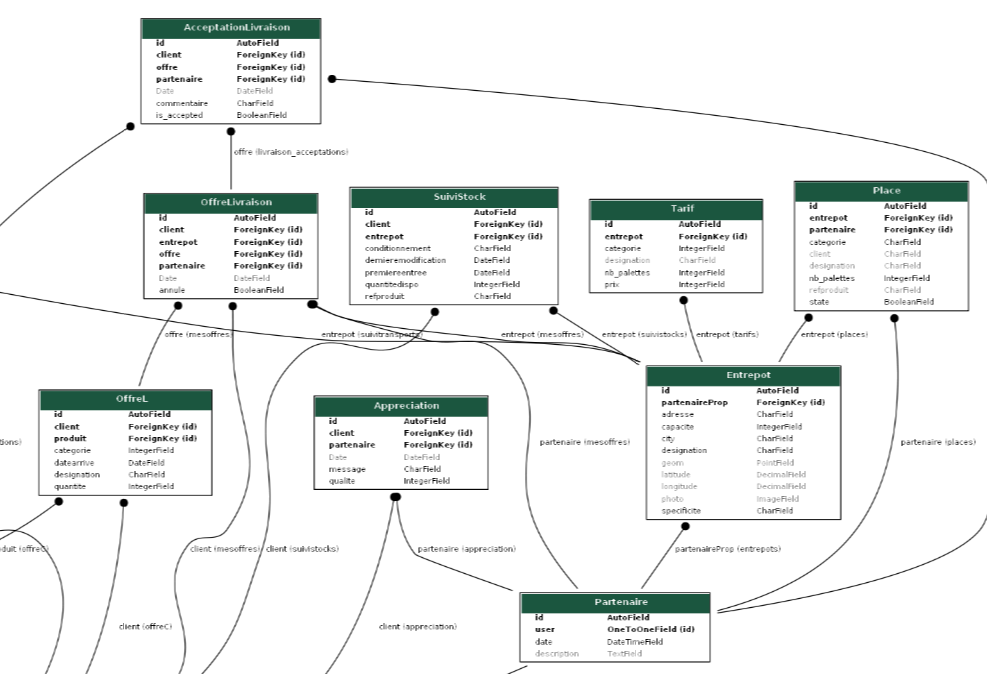 AcceptationLivraison
id AutoField
client ForeignKey (id)
offre ForeignKey (id)
partenaire ForeignKey (id)
Date DateField
commentaire CharField
is_accepted BooleanField
offre (livraison_acceptations)
OffreLivraison
id AutoField
client ForeignKey (id)
entrepot ForeignKey (id)
offre ForeignKey (id)
partenaire ForeignKey (id)
Date DateField
annule BooleanField
SuiviStock
id AutoField
client ForeignKey (id)
entrepot ForeignKey (id)
conditionnement CharField
dernieremodification DateField
premiereentree DateField
quantitedispo IntegerField
refproduit CharField
Tarif
id AutoField
entrepot ForeignKey (id)
categorie IntegerField
designation CharField
nb_palettes IntegerField
prix IntegerField
Place
id AutoField
entrepot ForeignKey (id)
partenaire ForeignKey (id)
categorie CharField
client CharField
designation CharField
nb_palettes IntegerField
refproduit CharField
state BooleanField
offre (mesoffres)
entrepot (suivitransports)
entrepot (mesoffres)
entrepot (suivistocks)
entrepot (tarifs)
entrepot (places)
OffreL
id AutoField
client ForeignKey (id)
produit ForeignKey (id)
categorie IntegerField
datearrive DateField
designation CharField
quantite IntegerField
Appreciation
id AutoField
client ForeignKey (id)
partenaire ForeignKey (id)
Date DateField
message CharField
qualite IntegerField
Entrepot
id AutoField
partenaireProp ForeignKey (id)
adresse CharField
capacite IntegerField
city CharField
designation CharField
geom PointField
latitude DecimalField
longitude DecimalField
photo ImageField
specificite CharField
tions)
partenaire (mesoffres)
partenaire (places)
duit (offreC)
client (mesoffres)
client (suivistocks)
partenaire (appreciation)
partenaireProp (entrepots)
client (offreC)
client (appreciation)
Partenaire
id AutoField
user OneToOneField (id)
date DateTimeField
description TextField